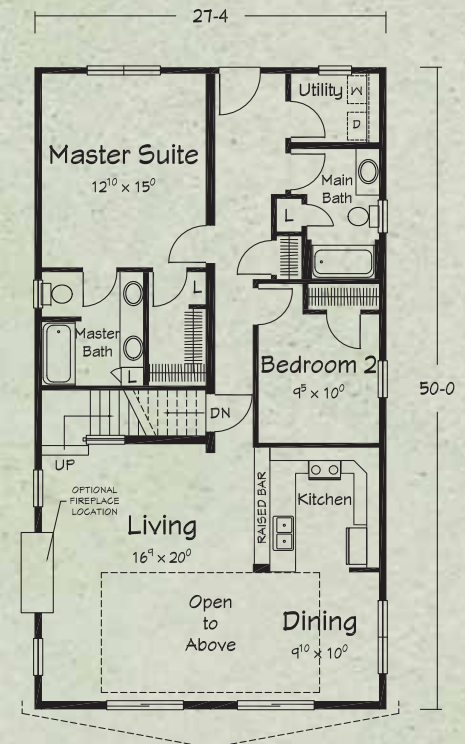 27-4
Utility
W
D
Master Suite
12¹⁰ x 15⁰
Main
Bath
L
L
Master
Bath
L
Bedroom 2
9⁵ x 10⁰
50-0
DN
UP
OPTIONAL
FIREPLACE
LOCATION
RAISED BAR
Kitchen
Living
16⁹ x 20⁰
Open
to
Above
Dining
9¹⁰ x 10⁰